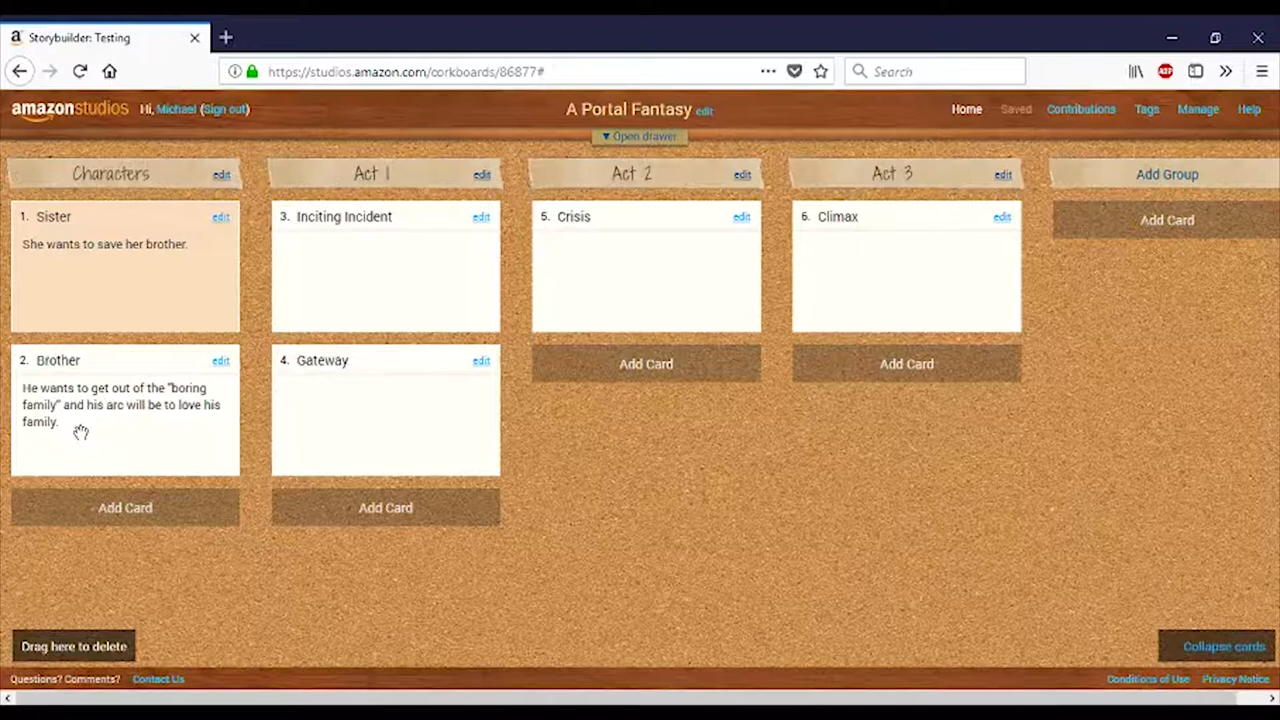 a Storybuilder: Testing
https://studios.amazon.com/corkboards/86877#
Search
ABP
amazonstudios Hi, Michael (Sign out)
A Portal Fantasy edit
Home Saved Contributions Tags Manage Help
▼ Open drawer
Characters edit
Act 1 edit
Act 2 edit
Act 3 edit
Add Group
1. Sister edit
She wants to save her brother.
3. Inciting Incident edit
5. Crisis edit
6. Climax edit
Add Card
2. Brother edit
He wants to get out of the "boring
family" and his arc will be to love his
family.
4. Gateway edit
Add Card
Add Card
Add Card
Add Card
Drag here to delete
Collapse cards
Questions? Comments? Contact Us
Conditions of Use Privacy Notice